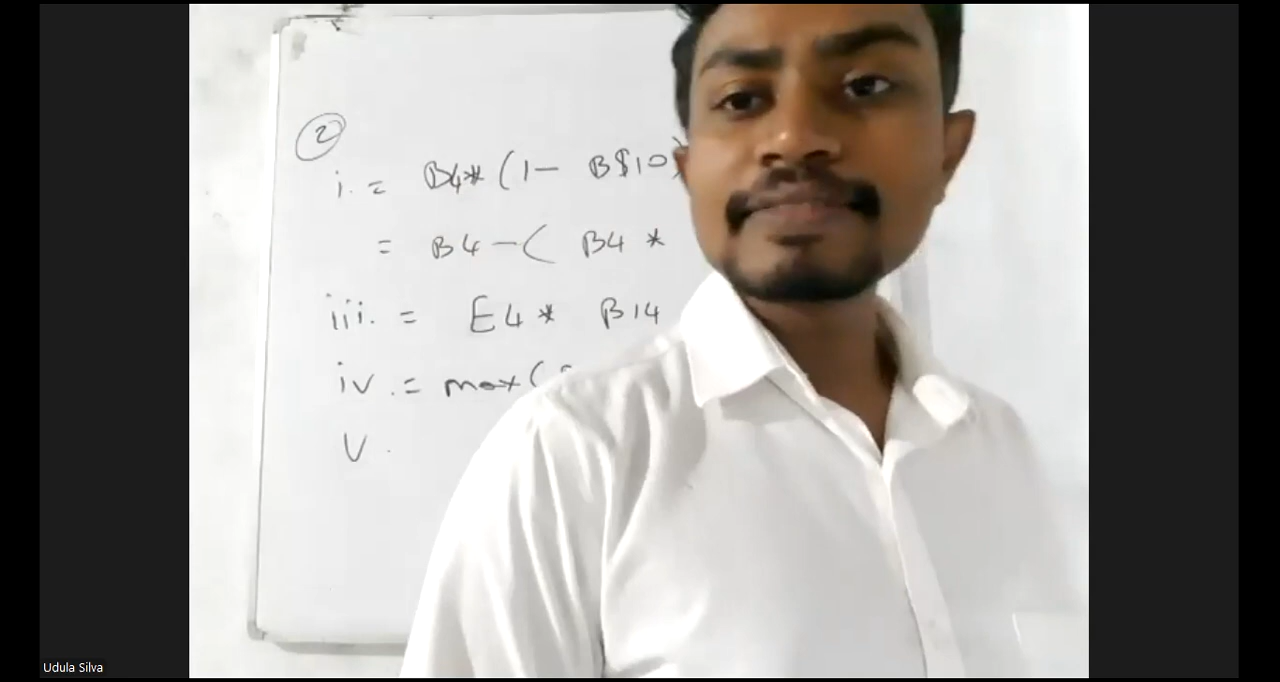 2
i. = B4*(1- B$10)
= B4-( B4 *
iii. = E4* B14
iv. = max(
V.
Udula Silva